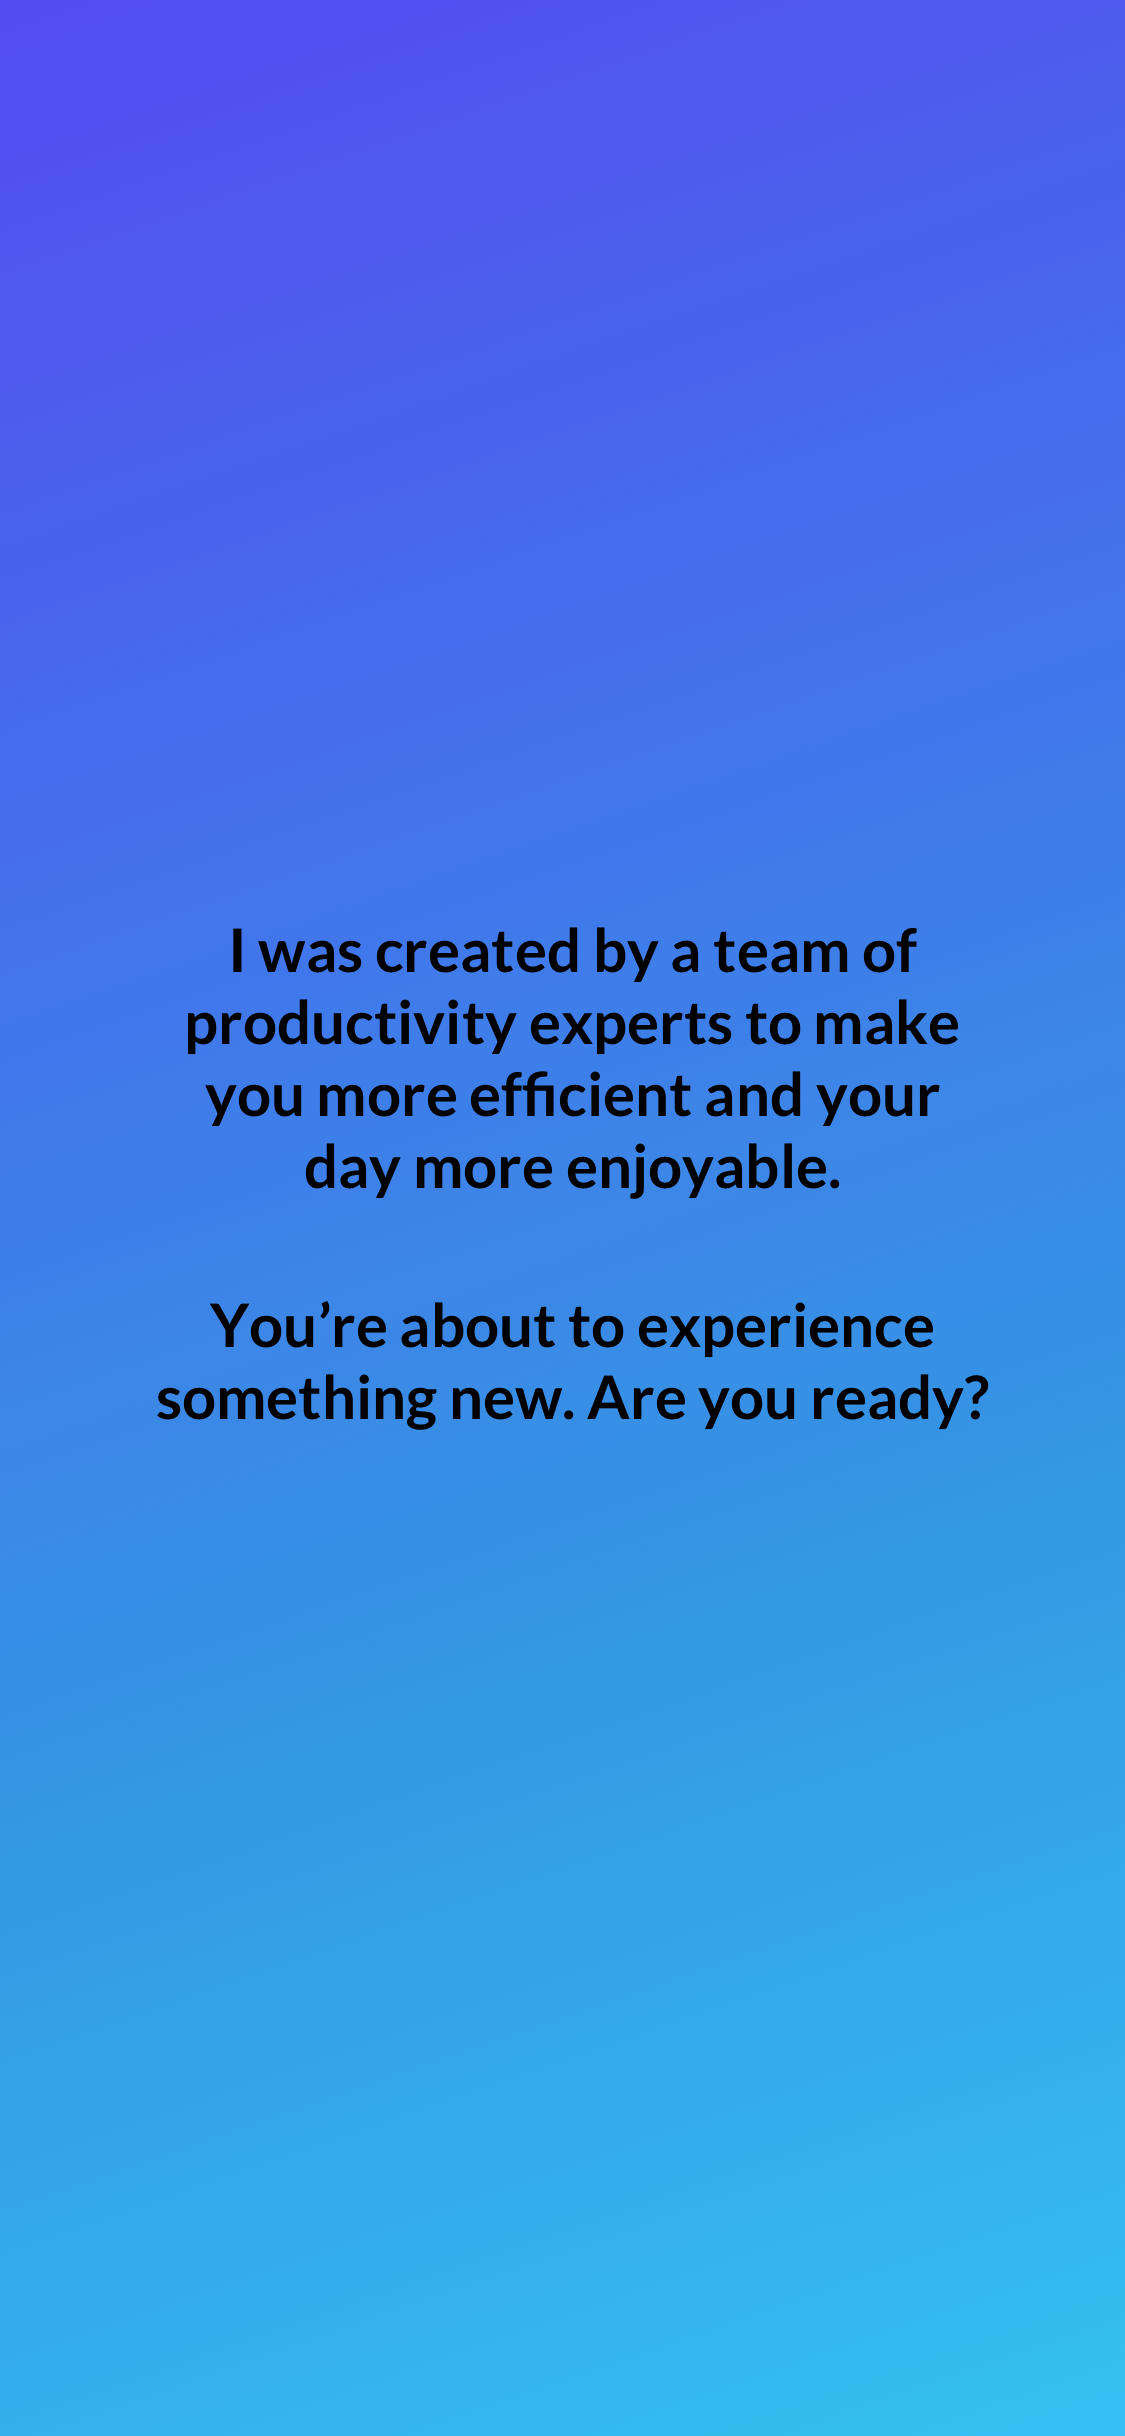 I was created by a team of
productivity experts to make
you more efficient and your
day more enjoyable.
You’re about to experience
something new. Are you ready?